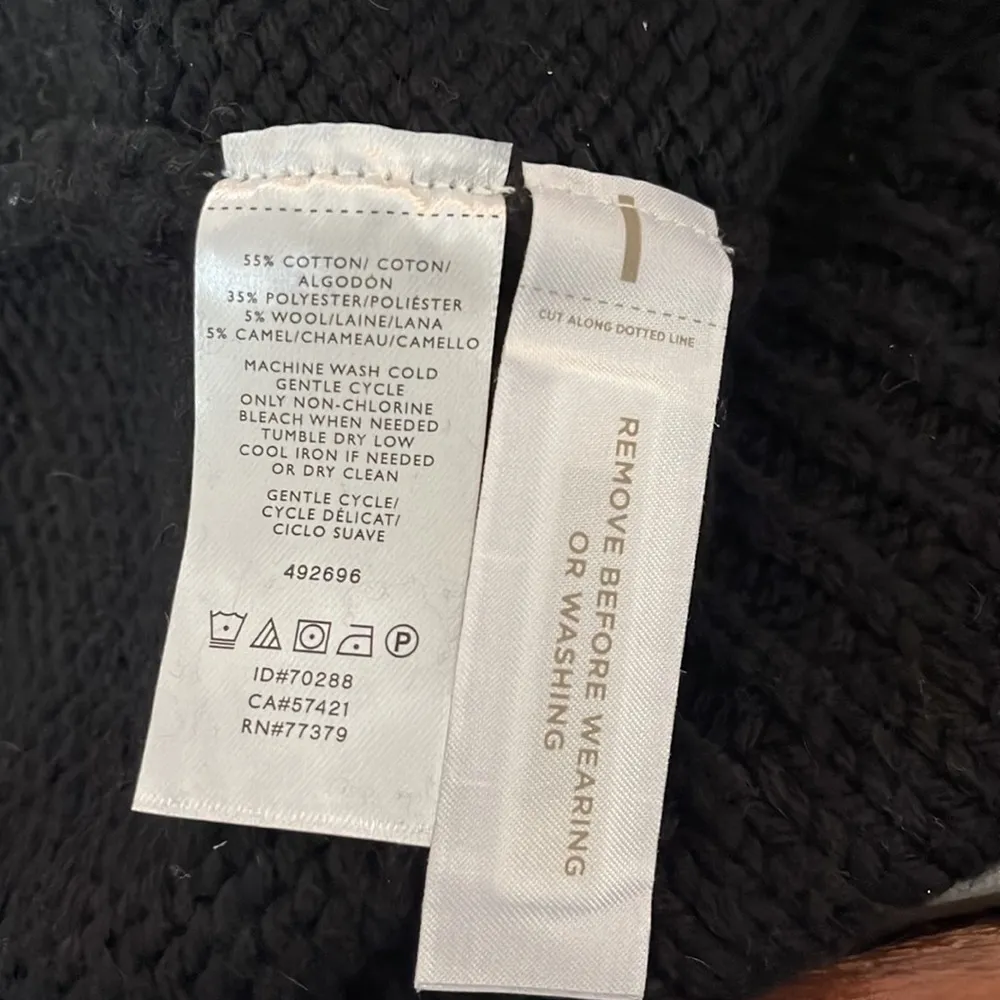 55% COTTON/ COTON/
ALGODÓN
35% POLYESTER/POLIÉSTER
5% WOOL/LAINE/LANA
5% CAMEL/CHAMEAU/CAMELLO
MACHINE WASH COLD
GENTLE CYCLE
ONLY NON-CHLORINE
BLEACH WHEN NEEDED
TUMBLE DRY LOW
COOL IRON IF NEEDED
OR DRY CLEAN
GENTLE CYCLE/
CYCLE DÉLICAT/
CICLO SUAVE
492696
P
ID#70288
CA#57421
RN#77379
CUT ALONG DOTTED LINE
REMOVE BEFORE WEARING
OR WASHING